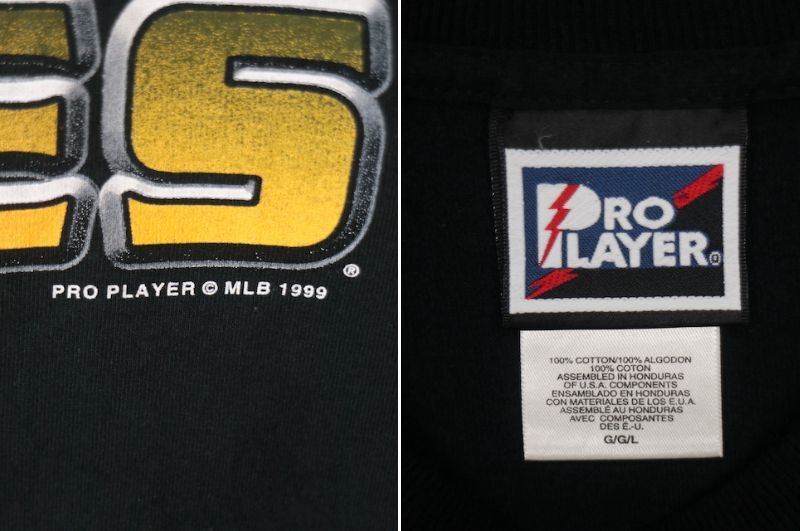 ES
®
PRO PLAYER © MLB 1999
PRO
PLAYER®
100% COTTON/100% ALGODON
100% COTON
ASSEMBLED IN HONDURAS
OF U.S.A. COMPONENTS
ENSAMBLADO EN HONDURAS
CON MATERIALES DE LOS E.U.A.
ASSEMBLÉ AU HONDURAS
AVEC COMPOSANTES
DES É.-U.
G/G/L